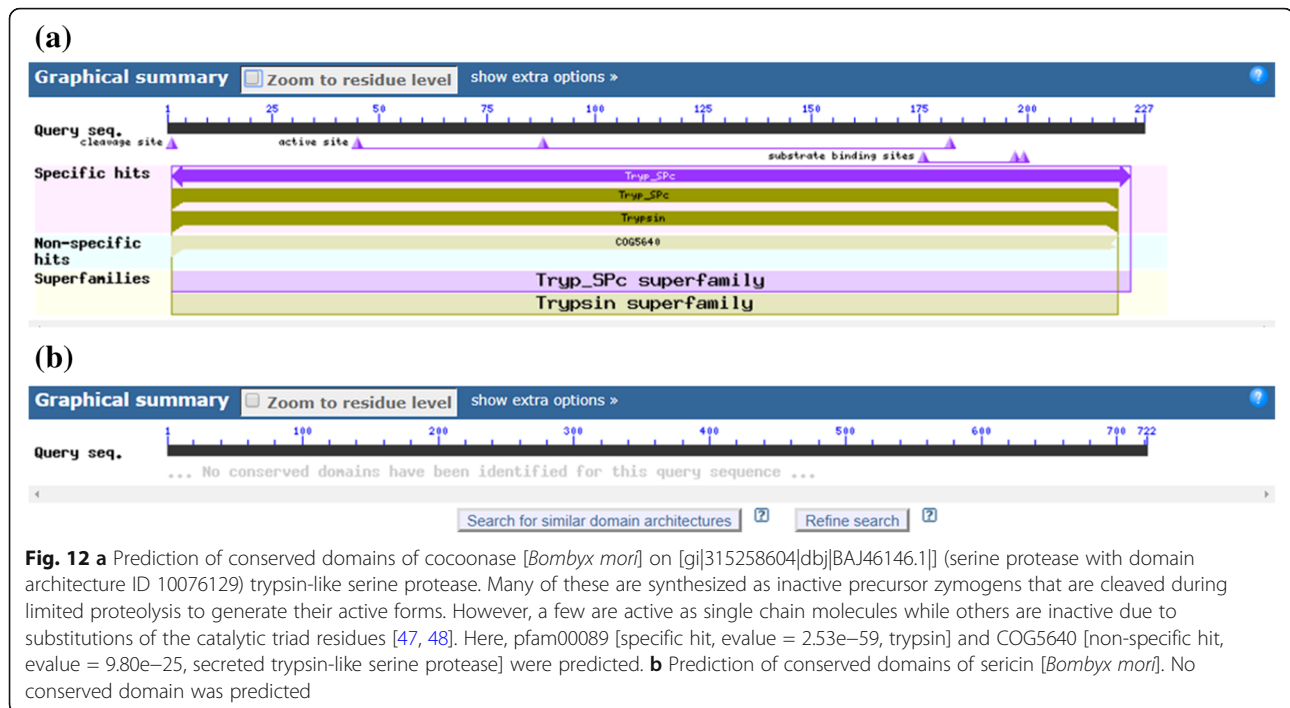 (a)
Graphical summary Zoom to residue level show extra options »
?
1 25 50 75 100 125 150 175 200 227
Query seq.
cleavage site active site
substrate binding sites
Specific hits
Tryp_SPc
Tryp_SPc
Trypsin
Non-specific hits
COG5640
Superfamilies
Tryp_SPc superfamily
Trypsin superfamily
(b)
Graphical summary Zoom to residue level show extra options »
?
1 100 200 300 400 500 600 700 722
Query seq.
... No conserved domains have been identified for this query sequence ...
Search for similar domain architectures ? Refine search ?
Fig. 12 a Prediction of conserved domains of cocoonase [Bombyx mori] on [gi|315258604|dbj|BAJ46146.1|] (serine protease with domain
architecture ID 10076129) trypsin-like serine protease. Many of these are synthesized as inactive precursor zymogens that are cleaved during
limited proteolysis to generate their active forms. However, a few are active as single chain molecules while others are inactive due to
substitutions of the catalytic triad residues [47, 48]. Here, pfam00089 [specific hit, evalue = 2.53e−59, trypsin] and COG5640 [non-specific hit,
evalue = 9.80e−25, secreted trypsin-like serine protease] were predicted. b Prediction of conserved domains of sericin [Bombyx mori]. No
conserved domain was predicted